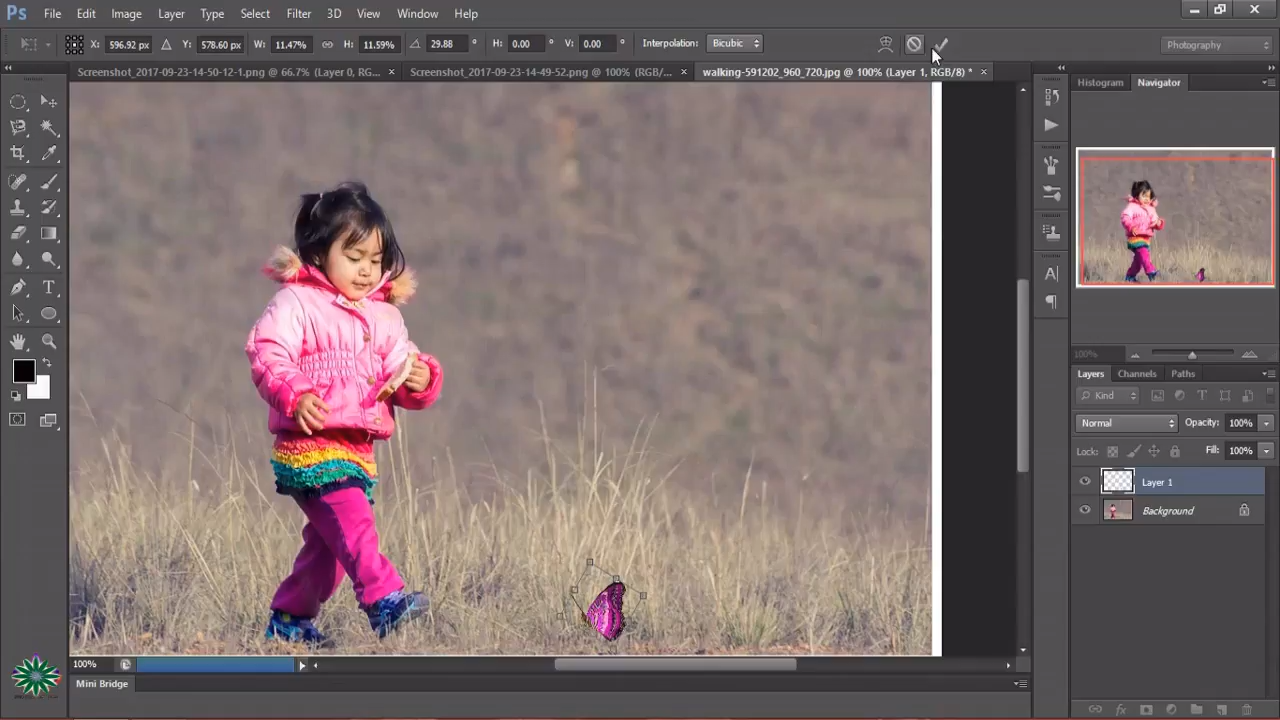 Ps File Edit Image Layer Type Select Filter 3D View Window Help
X: 596.92 px Y: 578.60 px W: 11.47% H: 11.59% 29.88 ° H: 0.00 ° V: 0.00 ° Interpolation: Bicubic Photography
Screenshot_2017-09-23-14-50-12-1.png @ 66.7% (Layer 0, RG... × Screenshot_2017-09-23-14-49-52.png @ 100% (RGB/... × walking-591202_960_720.jpg @ 100% (Layer 1, RGB/8) * ×
Histogram Navigator
100%
Layers Channels Paths
Kind
Normal Opacity: 100%
Lock: Fill: 100%
Layer 1
Background
100%
Mini Bridge